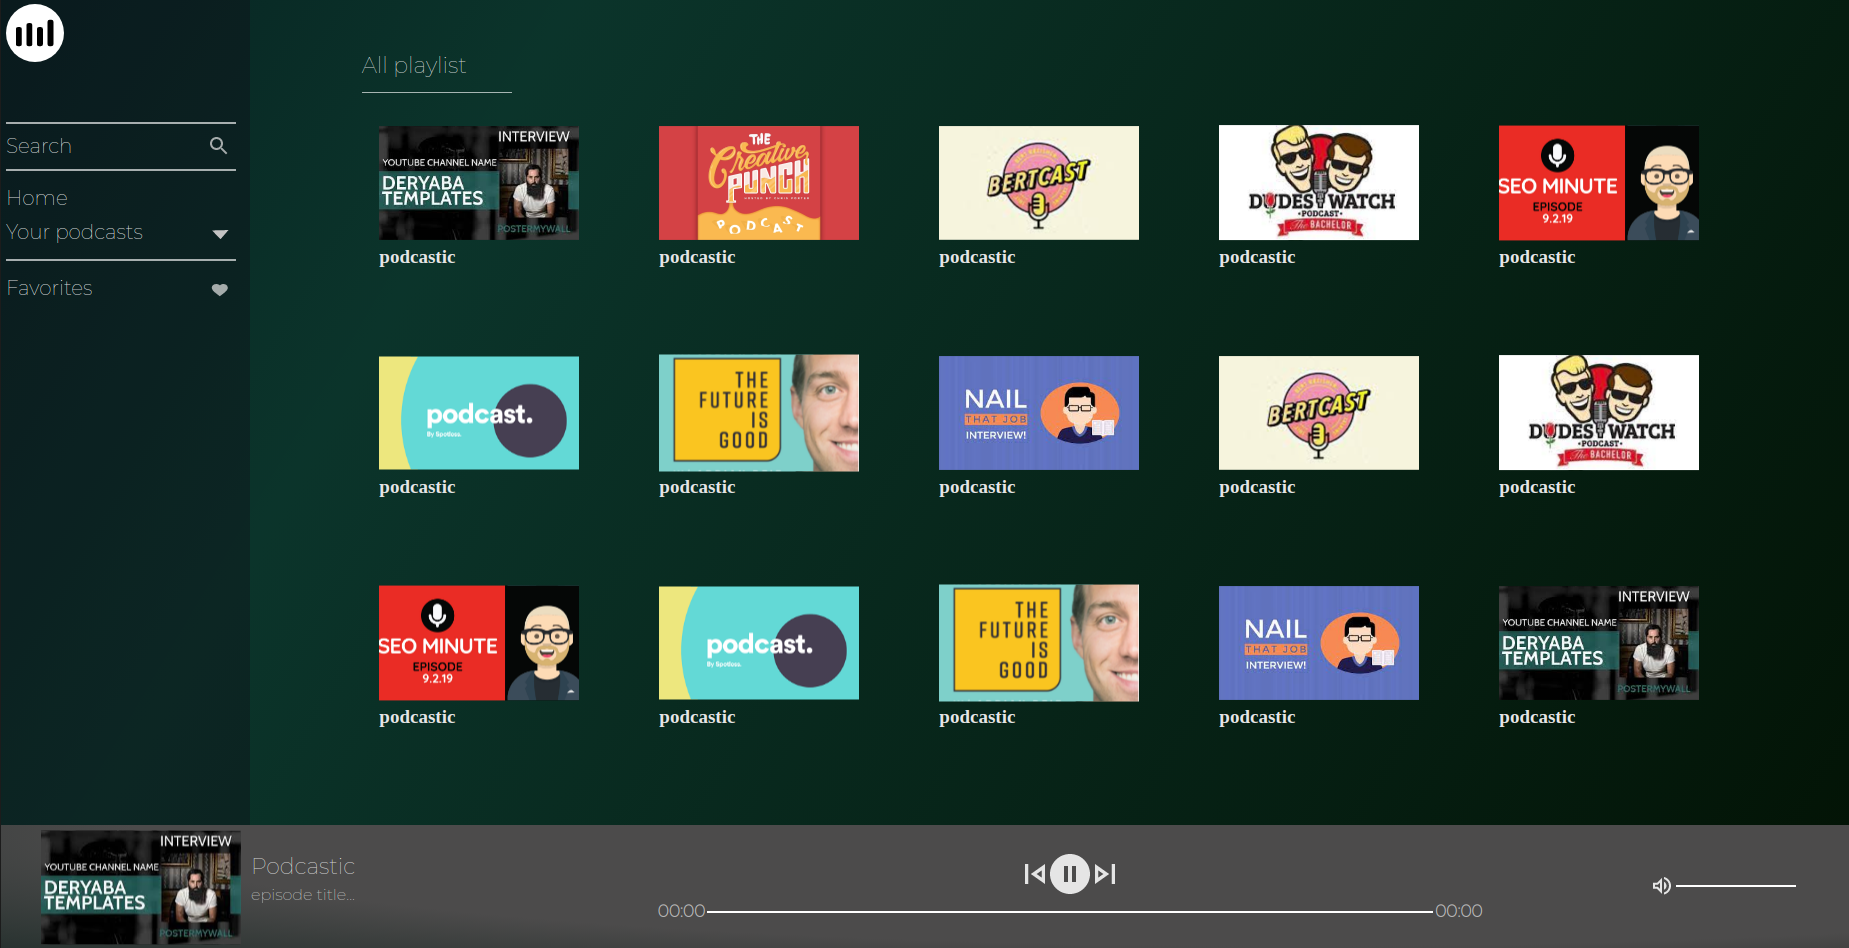 All playlist
Search
Home
Your podcasts
Favorites
INTERVIEW
YOUTUBE CHANNEL NAME
DERYABA
TEMPLATES
POSTERMYWALL
podcastic
THE
Creative
PUNCH
PODCAST
podcastic
BERTCAST
podcastic
DUDES WATCH
•PODCAST•
The BACHELOR
podcastic
SEO MINUTE
EPISODE
9.2.19
podcastic
podcast.
By Spotless.
podcastic
THE
FUTURE
IS
GOOD
podcastic
NAIL
THAT JOB
INTERVIEW!
podcastic
BERTCAST
podcastic
DUDES WATCH
•PODCAST•
The BACHELOR
podcastic
SEO MINUTE
EPISODE
9.2.19
podcastic
podcast.
By Spotless.
podcastic
THE
FUTURE
IS
GOOD
podcastic
NAIL
THAT JOB
INTERVIEW!
podcastic
INTERVIEW
YOUTUBE CHANNEL NAME
DERYABA
TEMPLATES
POSTERMYWALL
podcastic
INTERVIEW
YOUTUBE CHANNEL NAME
DERYABA
TEMPLATES
POSTERMYWALL
Podcastic
episode title...
00:00
00:00